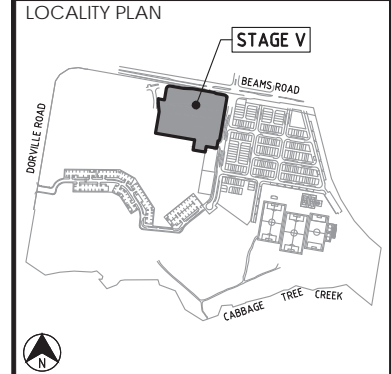 LOCALITY PLAN
STAGE V
BEAMS ROAD
DORVILLE ROAD
CABBAGE TREE CREEK
N